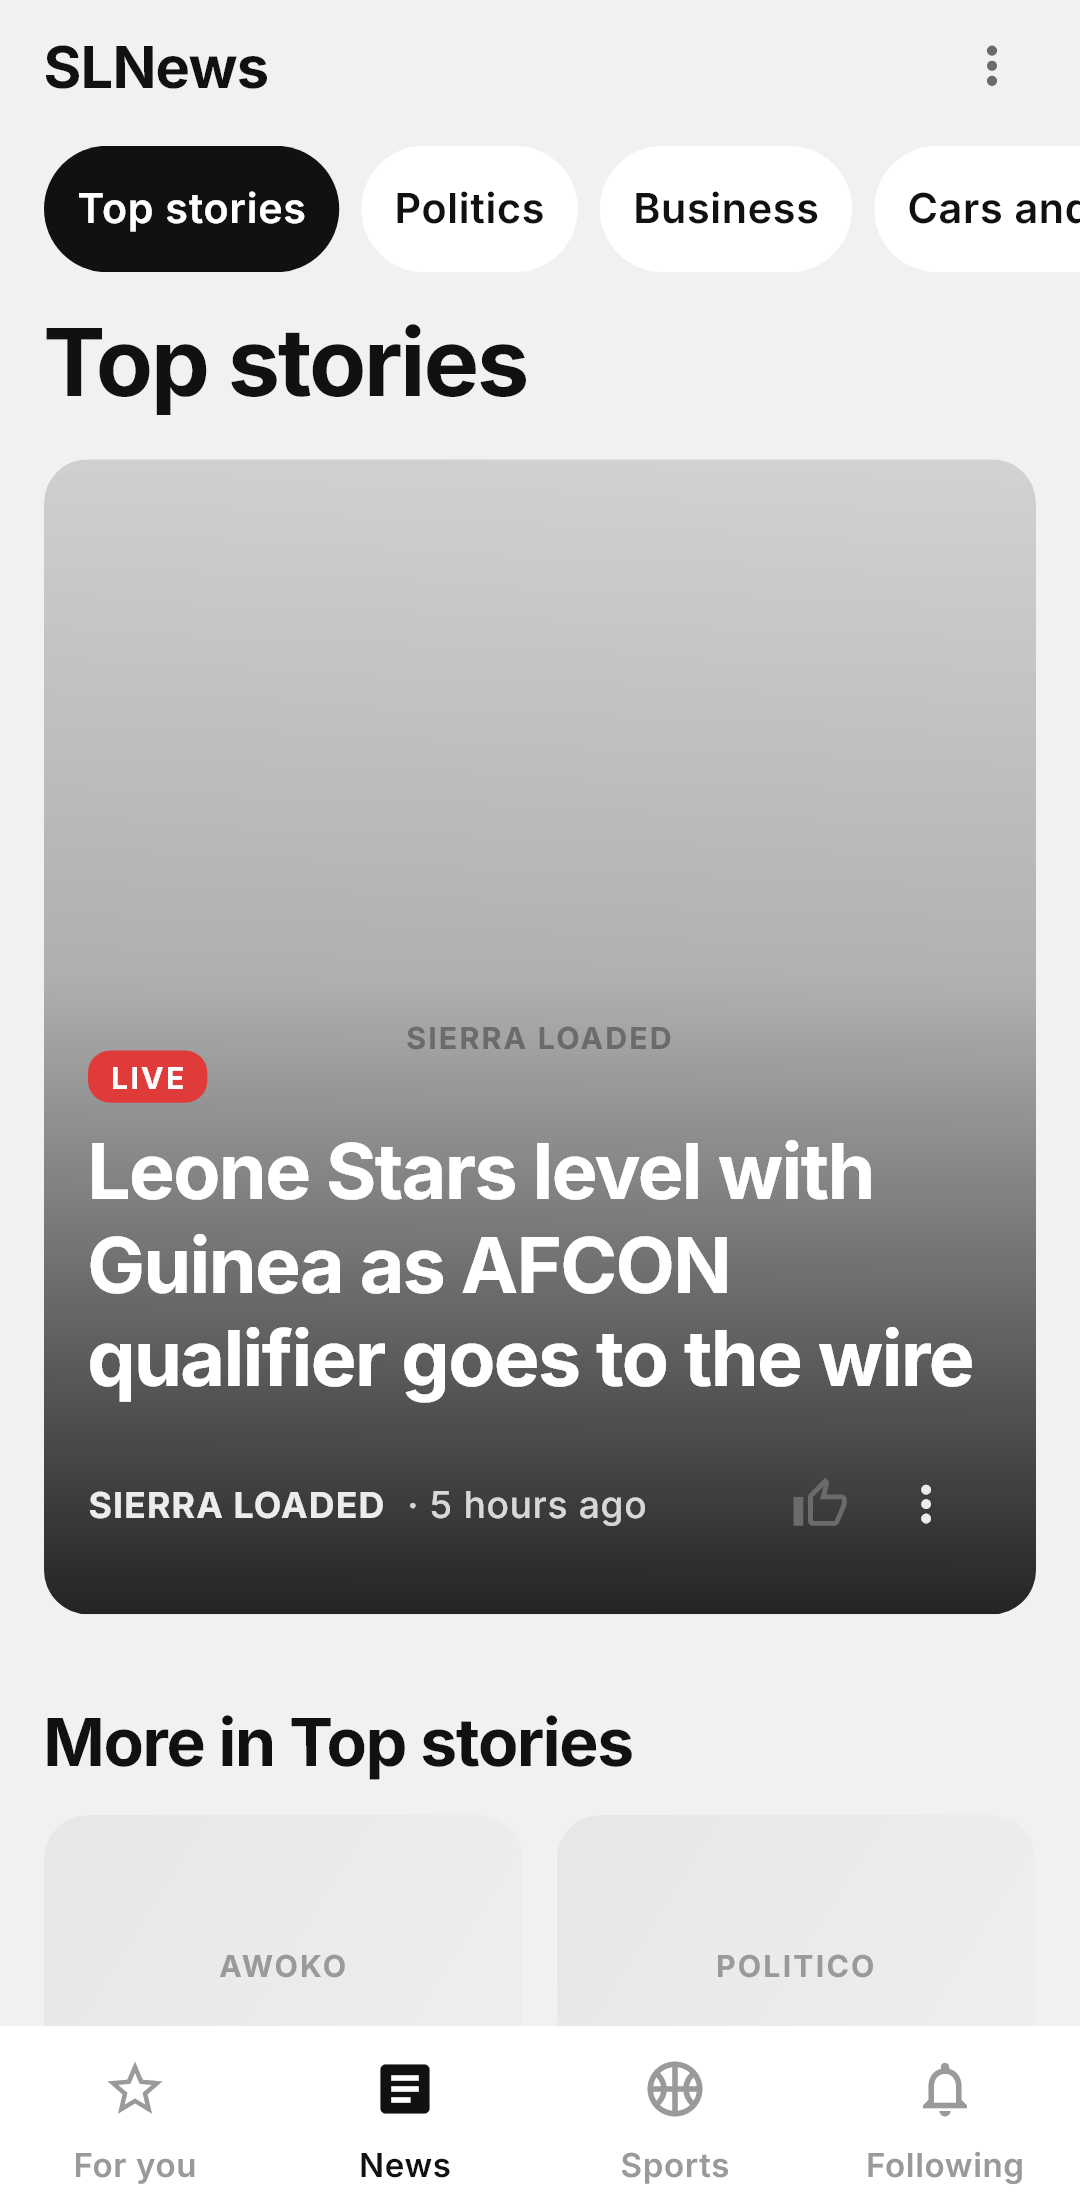 SLNews
Top stories
Politics
Business
Cars and
Top stories
SIERRA LOADED
LIVE
Leone Stars level with
Guinea as AFCON
qualifier goes to the wire
SIERRA LOADED · 5 hours ago
More in Top stories
AWOKO
POLITICO
For you
News
Sports
Following